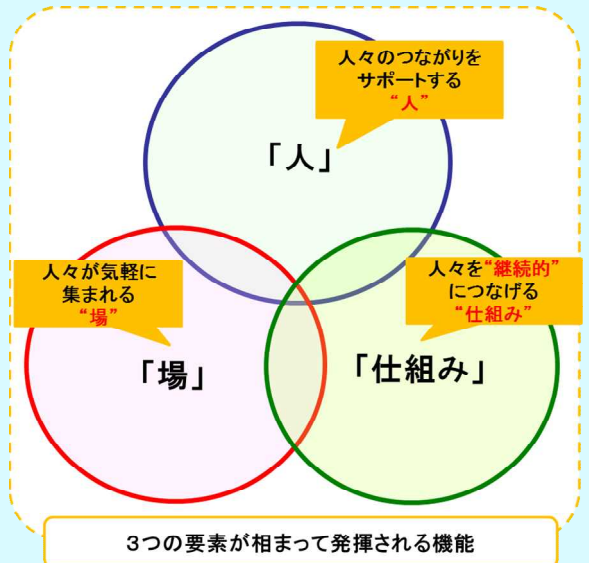 人々のつながりを
サポートする
“人”
「人」
人々が気軽に
集まれる
“場”
「場」
人々を“継続的”
につなげる
“仕組み”
「仕組み」
３つの要素が相まって発揮される機能